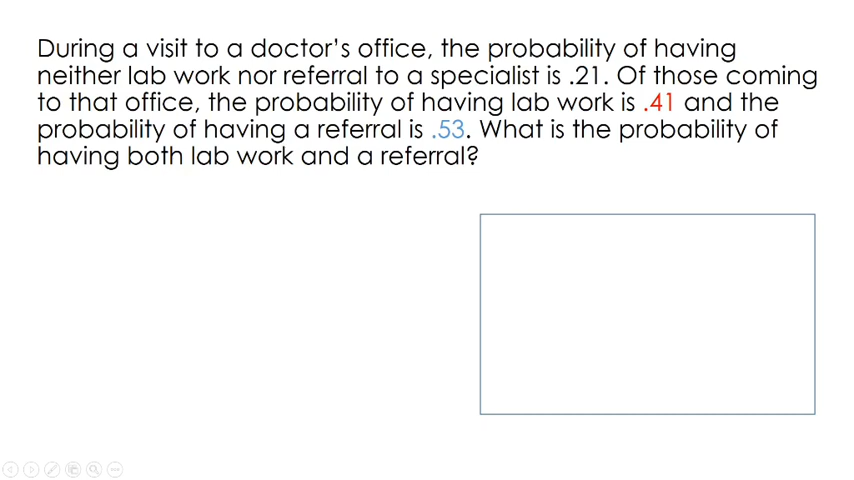 During a visit to a doctor's office, the probability of having
neither lab work nor referral to a specialist is .21. Of those coming
to that office, the probability of having lab work is .41 and the
probability of having a referral is .53. What is the probability of
having both lab work and a referral?